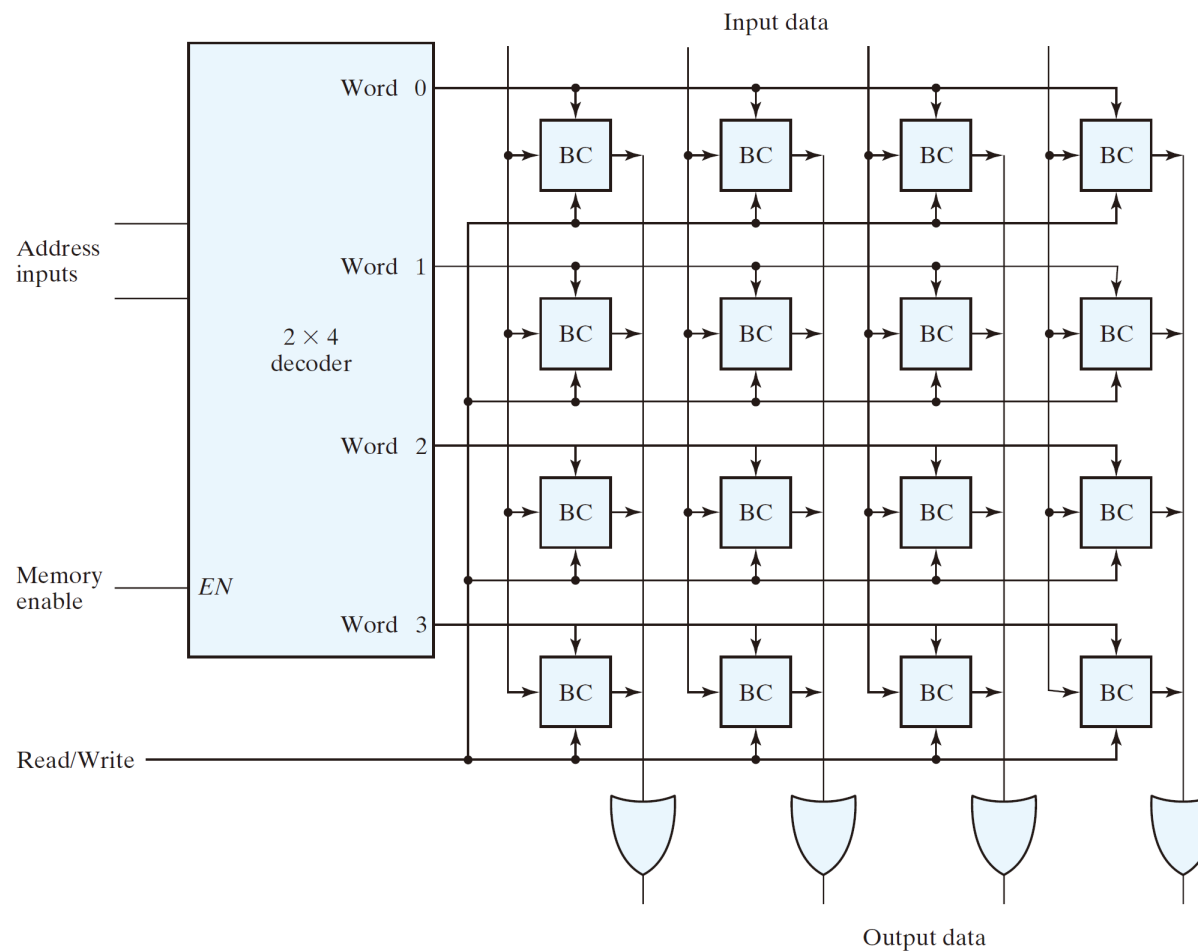 Input data
Word 0
BC BC BC BC
Address
inputs
Word 1
2 × 4
decoder
BC BC BC BC
Word 2
BC BC BC BC
Memory
enable
EN
Word 3
BC BC BC BC
Read/Write
Output data